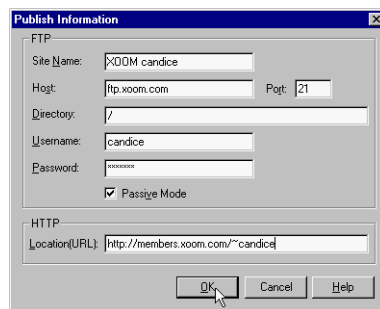 Publish Information
FTP
Site Name: XOOM candice
Host: ftp.xoom.com Port: 21
Directory: /
Username: candice
Password: *******
Passive Mode
HTTP
Location(URL): http://members.xoom.com/~candice
OK Cancel Help